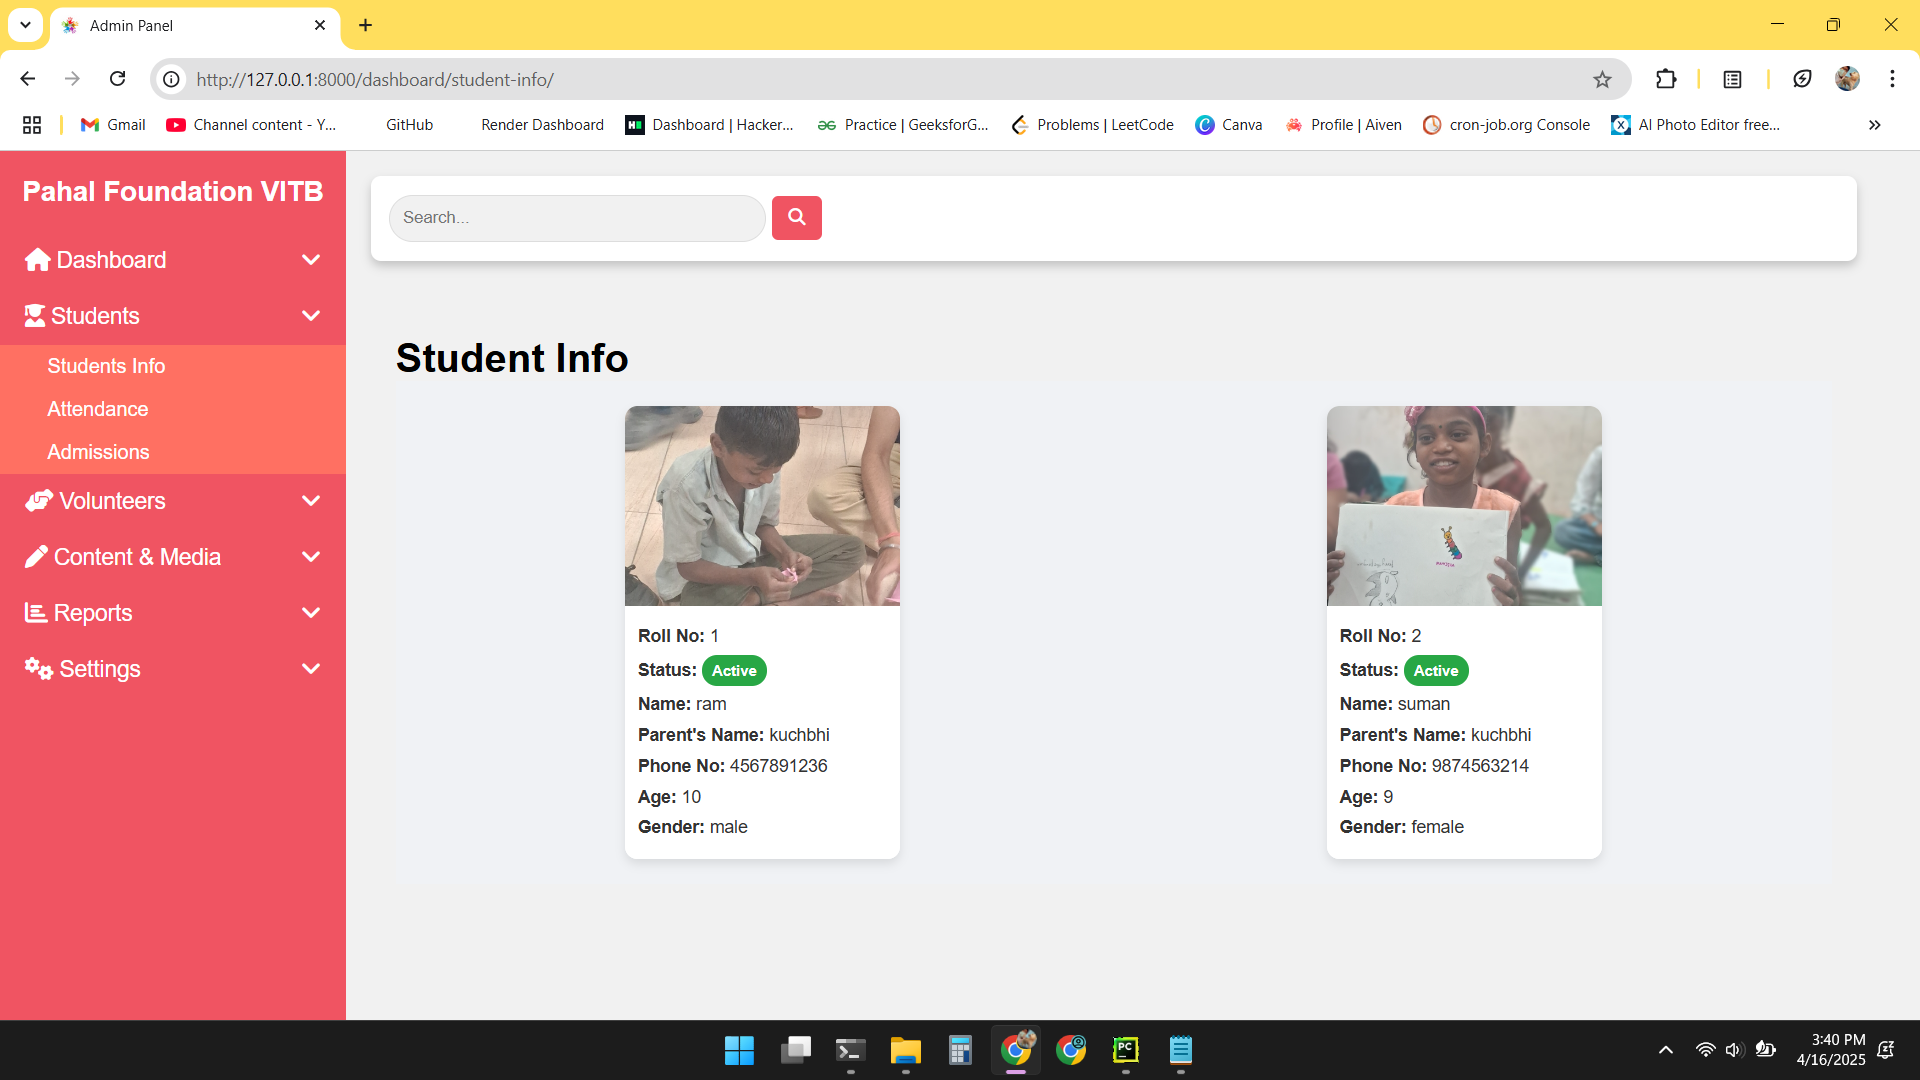 Admin Panel
http://127.0.0.1:8000/dashboard/student-info/
Gmail
Channel content - Y...
GitHub
Render Dashboard
Dashboard | Hacker...
Practice | GeeksforG...
Problems | LeetCode
Canva
Profile | Aiven
cron-job.org Console
AI Photo Editor free...
Pahal Foundation VITB
Search...
Dashboard
Students
Students Info
Attendance
Admissions
Volunteers
Content & Media
Reports
Settings
Student Info
Roll No: 1
Status: Active
Name: ram
Parent's Name: kuchbhi
Phone No: 4567891236
Age: 10
Gender: male
Roll No: 2
Status: Active
Name: suman
Parent's Name: kuchbhi
Phone No: 9874563214
Age: 9
Gender: female
3:40 PM
4/16/2025